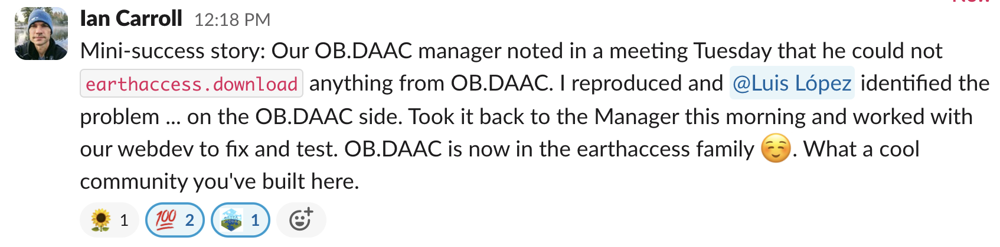 Ian Carroll 12:18 PM
Mini-success story: Our OB.DAAC manager noted in a meeting Tuesday that he could not
earthaccess.download anything from OB.DAAC. I reproduced and @Luis López identified the
problem ... on the OB.DAAC side. Took it back to the Manager this morning and worked with
our webdev to fix and test. OB.DAAC is now in the earthaccess family ☺️. What a cool
community you've built here.
🌻 1 💯 2 1